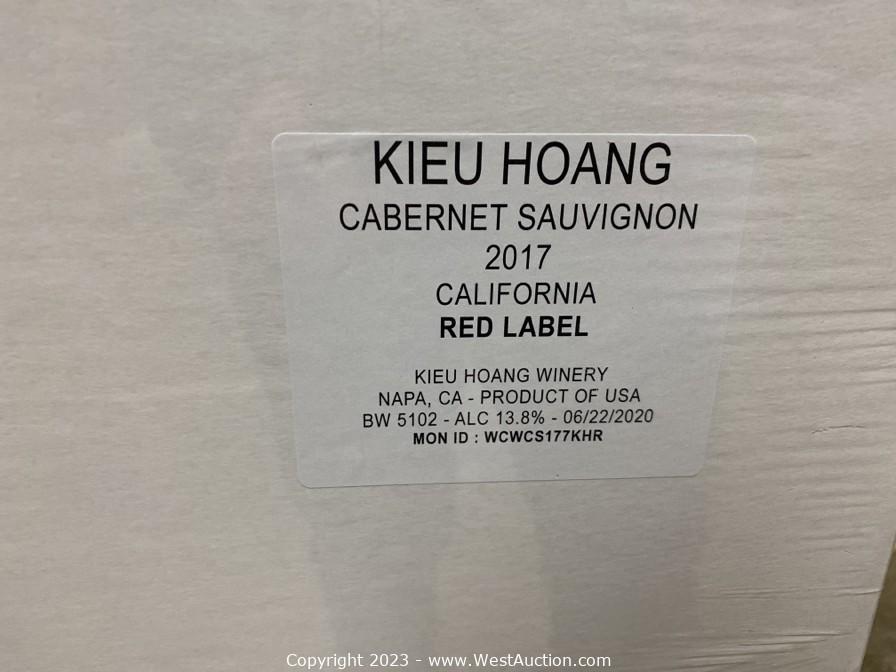 KIEU HOANG
CABERNET SAUVIGNON
2017
CALIFORNIA
RED LABEL
KIEU HOANG WINERY
NAPA, CA - PRODUCT OF USA
BW 5102 - ALC 13.8% - 06/22/2020
MON ID : WCWCS177KHR
Copyright 2023 - www.WestAuction.com